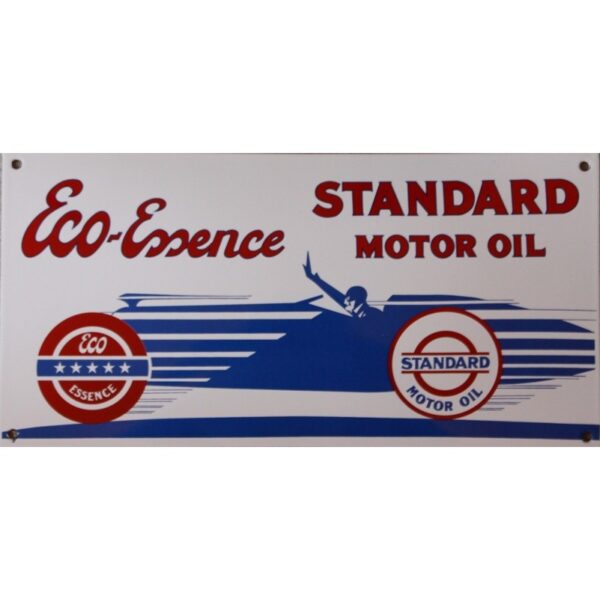 Eco-Essence
STANDARD
MOTOR OIL
ECO
ESSENCE
STANDARD
MOTOR OIL